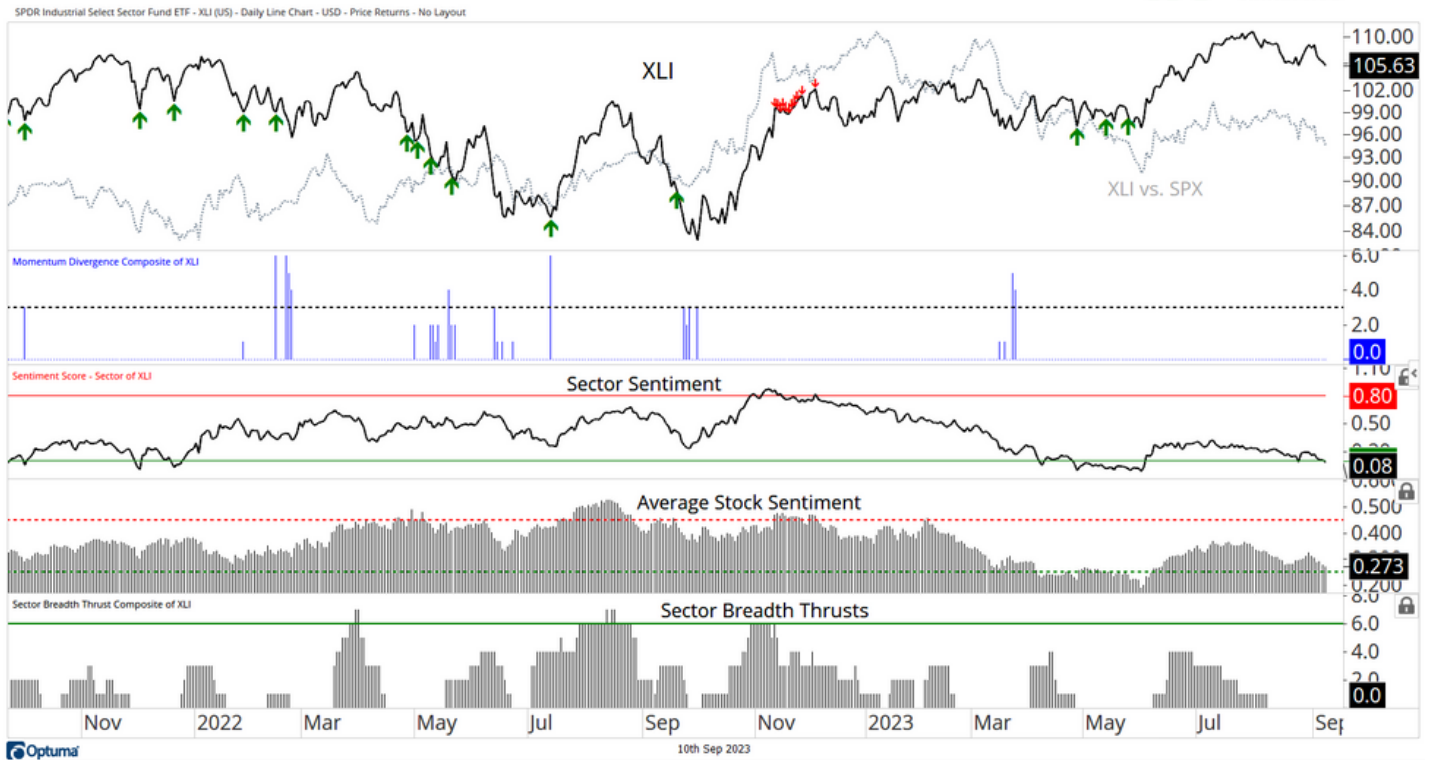 SPDR Industrial Select Sector Fund ETF - XLI (US) - Daily Line Chart - USD - Price Returns - No Layout
XLI
XLI vs. SPX
110.00
105.63
102.00
99.00
96.00
93.00
90.00
87.00
84.00
Momentum Divergence Composite of XLI
6.0
4.0
2.0
0.0
Sentiment Score - Sector of XLI
Sector Sentiment
1.10
0.80
0.50
0.08
Average Stock Sentiment
0.500
0.400
0.273
0.200
Sector Breadth Thrust Composite of XLI
Sector Breadth Thrusts
8.0
6.0
4.0
2.0
0.0
Nov 2022 Mar May Jul Sep Nov 2023 Mar May Jul Sep
Optuma
10th Sep 2023